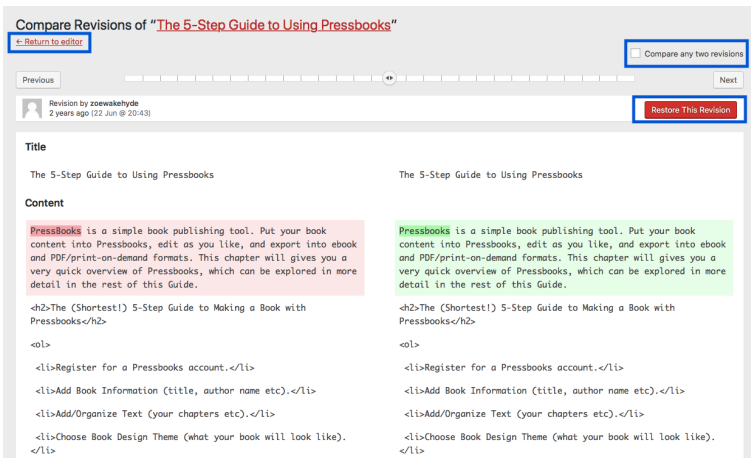 Compare Revisions of “The 5-Step Guide to Using Pressbooks”
← Return to editor
Compare any two revisions
Previous
Next
Revision by zoewakehyde
2 years ago (22 Jun @ 20:43)
Restore This Revision
Title
The 5-Step Guide to Using Pressbooks
The 5-Step Guide to Using Pressbooks
Content
PressBooks is a simple book publishing tool. Put your book
content into Pressbooks, edit as you like, and export into ebook
and PDF/print-on-demand formats. This chapter will gives you a
very quick overview of Pressbooks, which can be explored in more
detail in the rest of this Guide.
<h2>The (Shortest!) 5-Step Guide to Making a Book with
Pressbooks</h2>
<ol>
<li>Register for a Pressbooks account.</li>
<li>Add Book Information (title, author name etc).</li>
<li>Add/Organize Text (your chapters etc).</li>
<li>Choose Book Design Theme (what your book will look like).
</li>
Pressbooks is a simple book publishing tool. Put your book
content into Pressbooks, edit as you like, and export into ebook
and PDF/print-on-demand formats. This chapter will gives you a
very quick overview of Pressbooks, which can be explored in more
detail in the rest of this Guide.
<h2>The (Shortest!) 5-Step Guide to Making a Book with
Pressbooks</h2>
<ol>
<li>Register for a Pressbooks account.</li>
<li>Add Book Information (title, author name etc).</li>
<li>Add/Organize Text (your chapters etc).</li>
<li>Choose Book Design Theme (what your book will look like).
</li>